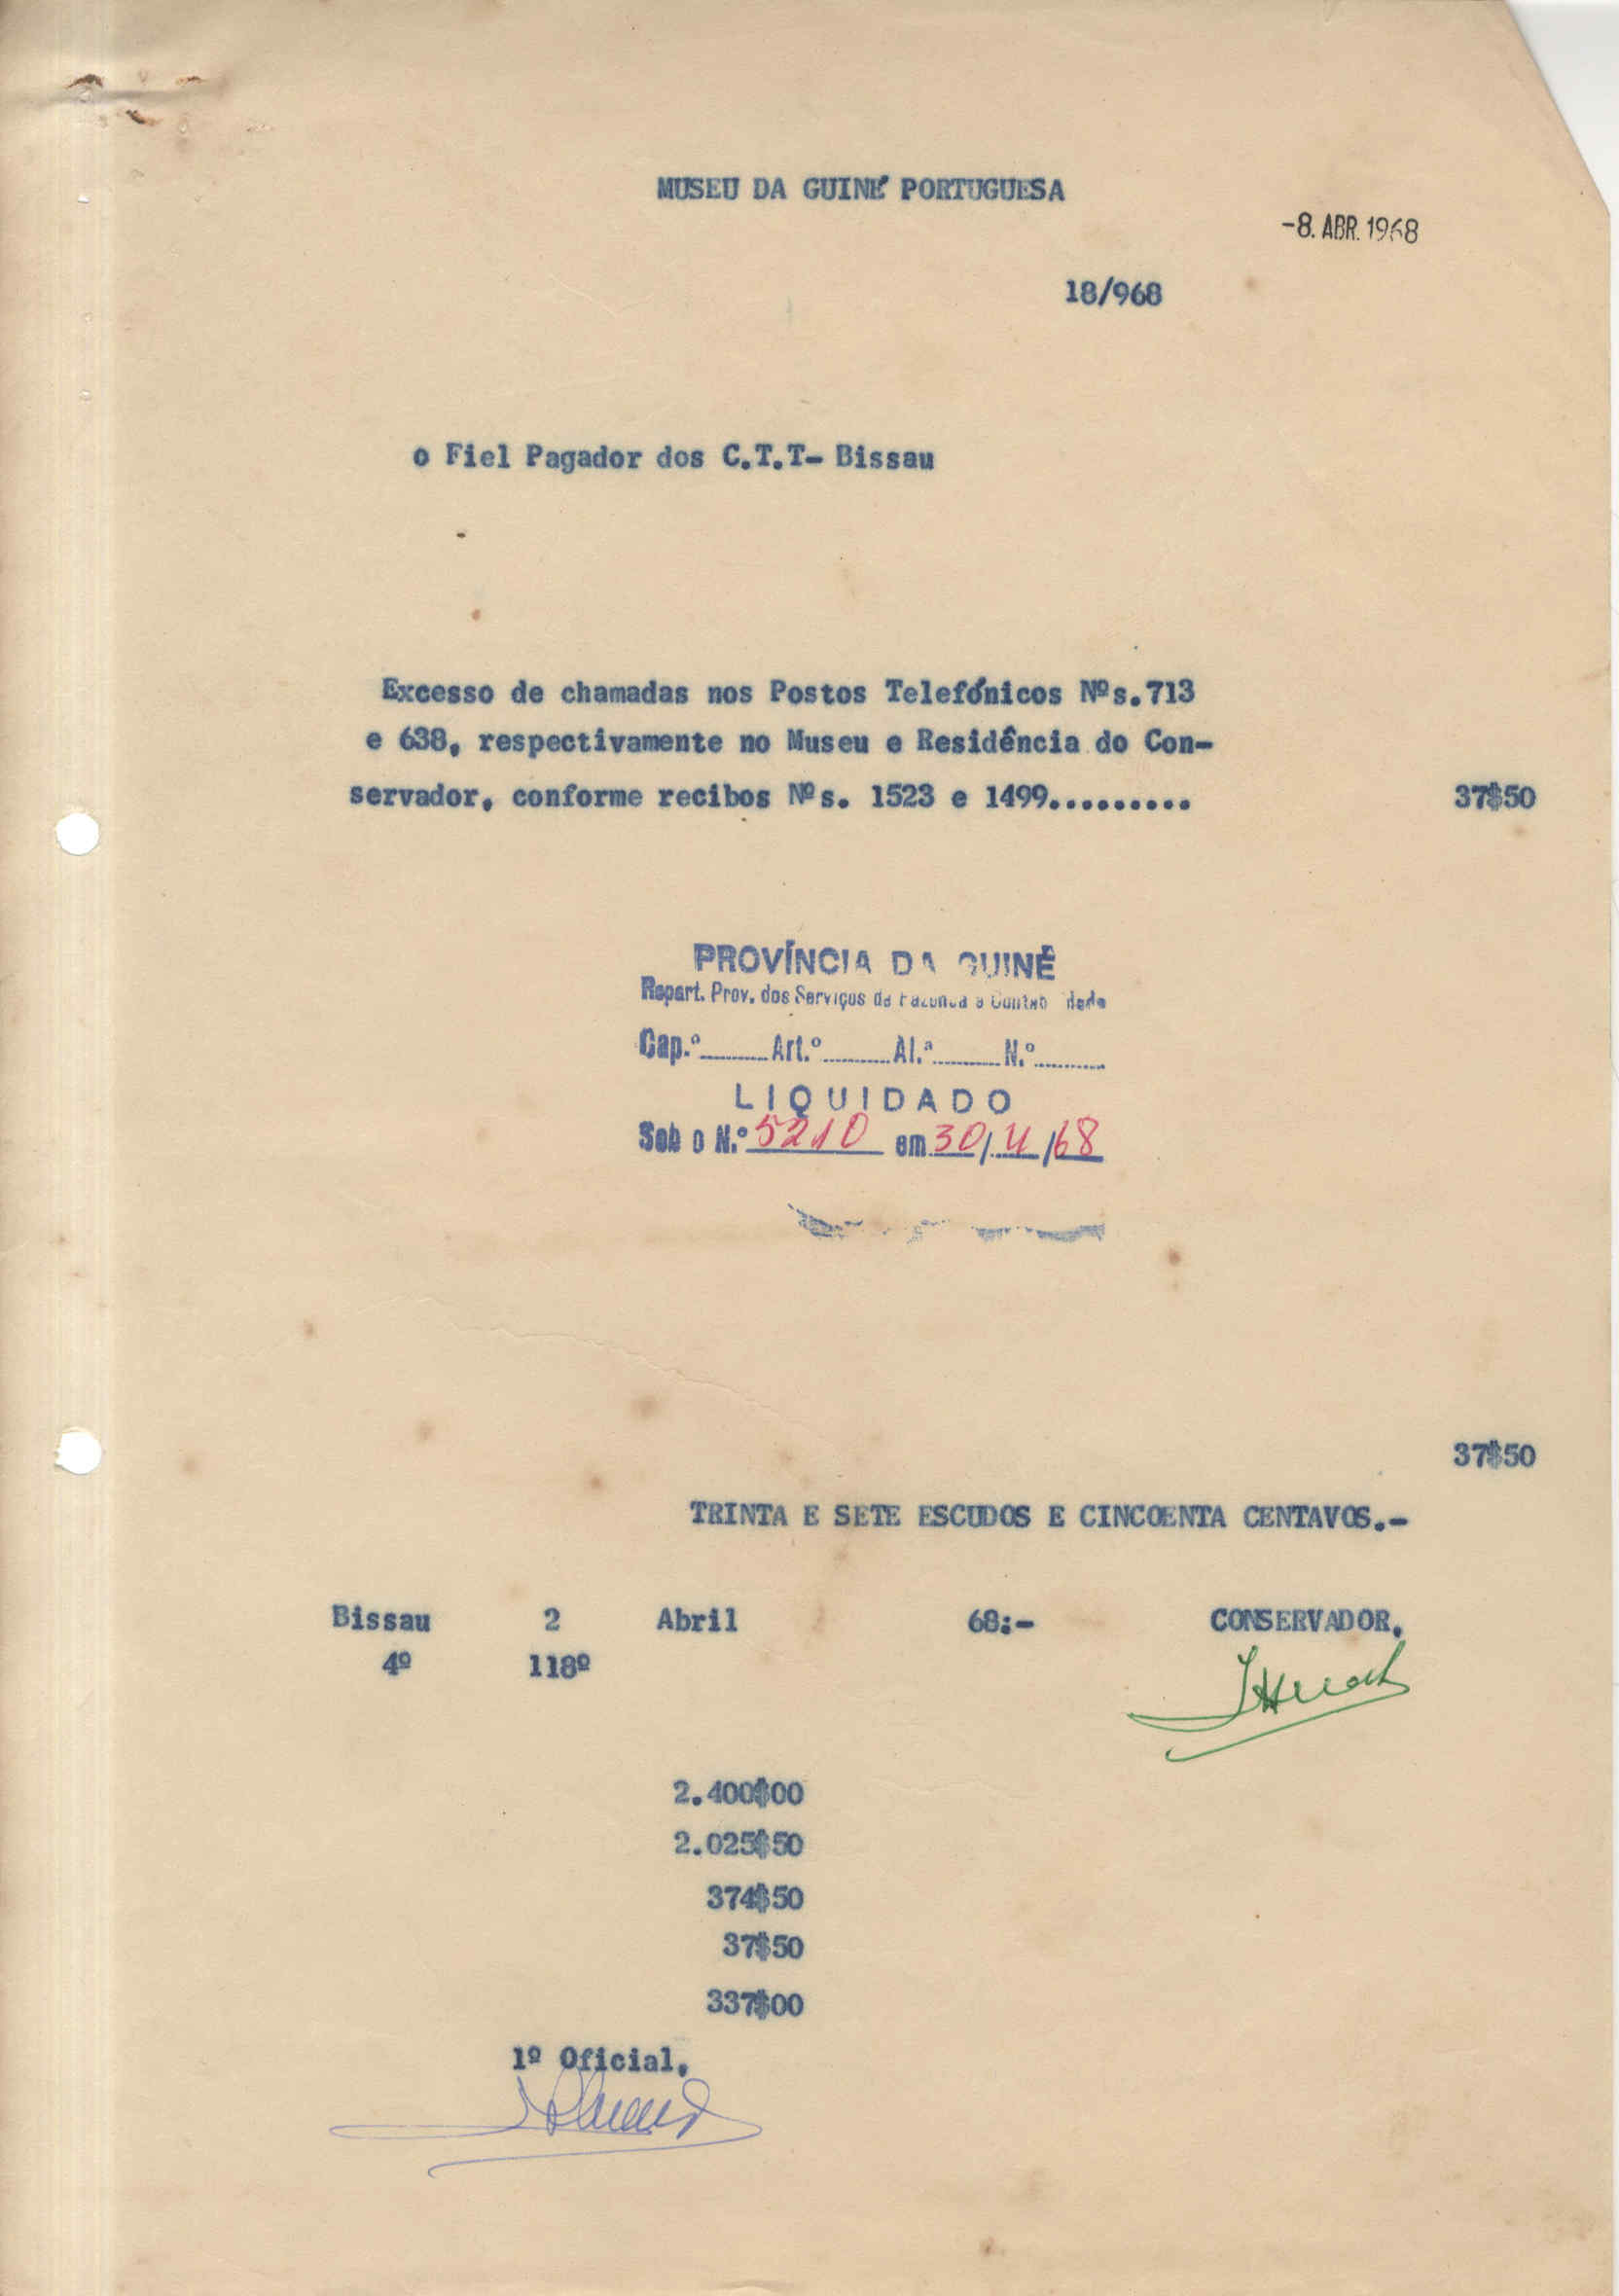 MUSEU DA GUINÉ PORTUGUESA
-8. ABR. 1968
18/968
o Fiel Pagador dos C.T.T- Bissau
Excesso de chamadas nos Postos Telefónicos Nºs.713
e 638, respectivamente no Museu e Residência do Con-
servador, conforme recibos Nºs. 1523 e 1499......... 37$50
PROVÍNCIA DA GUINÉ
Repart. Prov. dos Serviços de Fazenda e
Cap.º Art.º Al.ª N.º
LIQUIDADO
Sob o N.º 5210 em 30/4/68
37$50
TRINTA E SETE ESCUDOS E CINCOENTA CENTAVOS.-
Bissau 2 Abril 68:- CONSERVADOR,
4º 118º
2.400$00
2.025$50
374$50
37$50
337$00
1º Oficial,